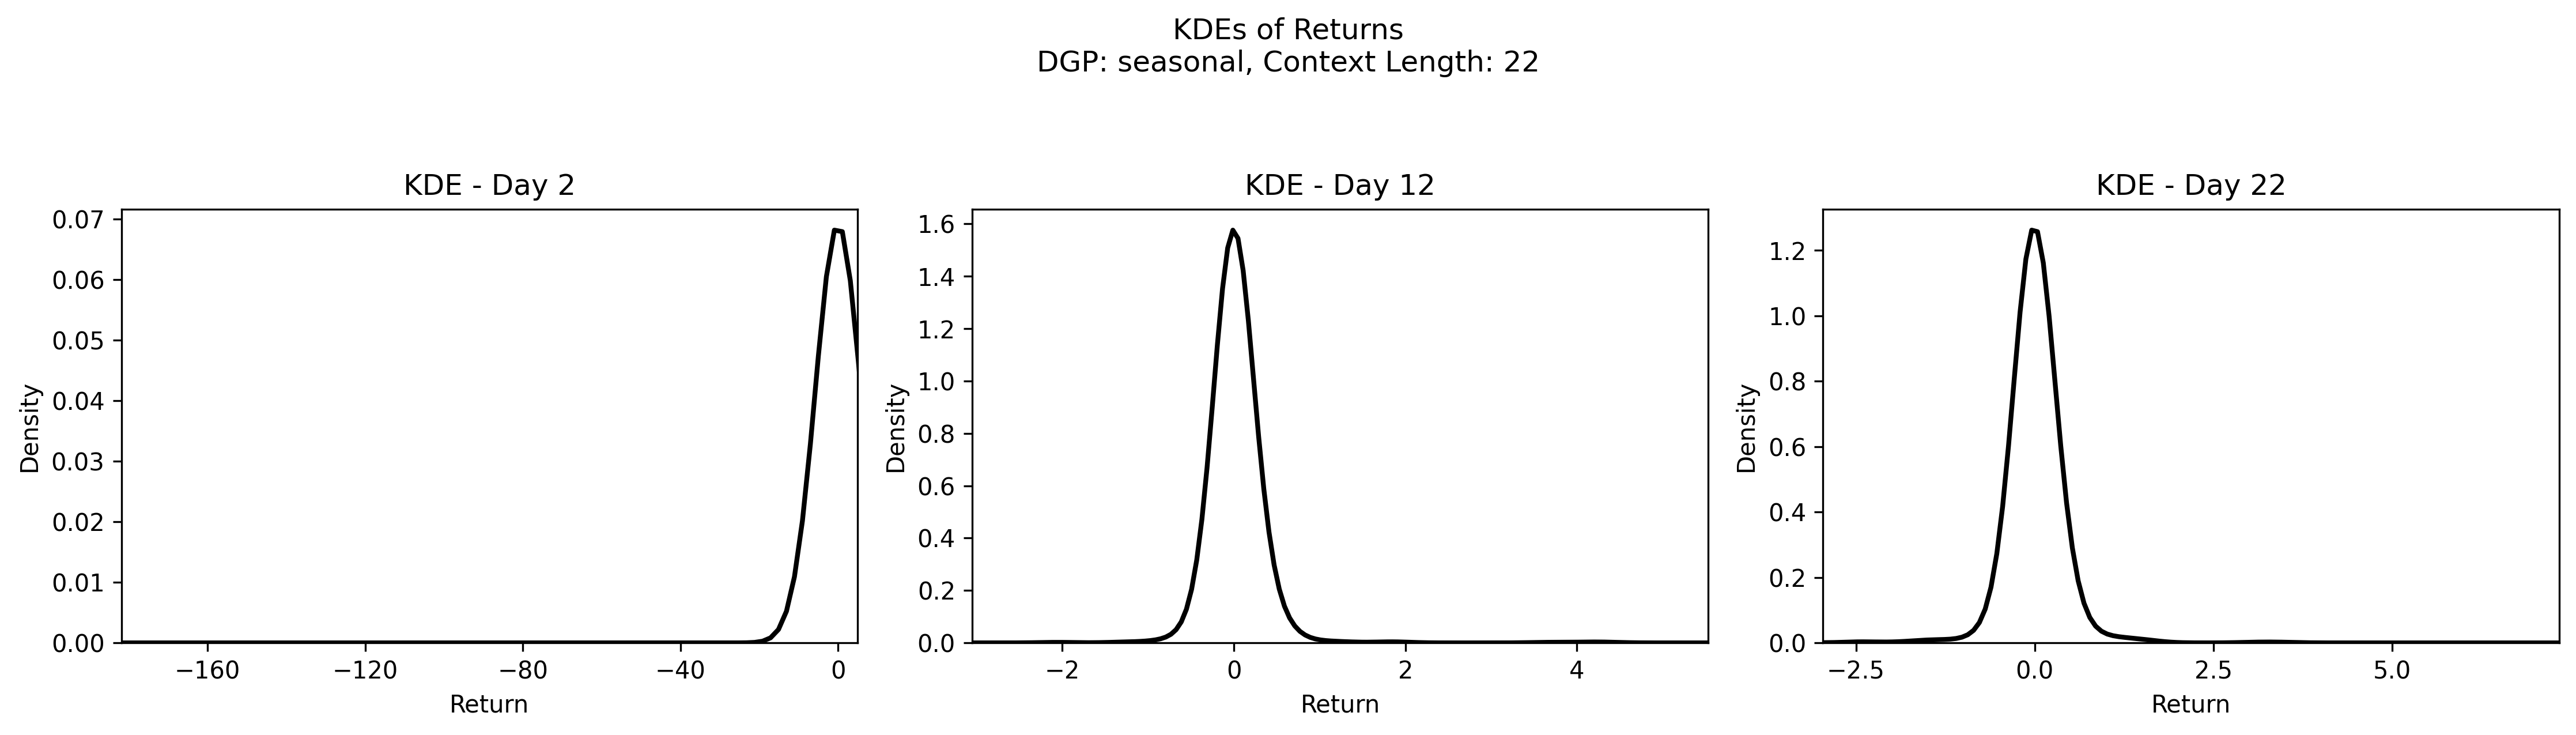 KDEs of Returns
DGP: seasonal, Context Length: 22
KDE - Day 2
0.07
0.06
0.05
0.04
0.03
0.02
0.01
0.00
Density
−160 −120 −80 −40 0
Return
KDE - Day 12
1.6
1.4
1.2
1.0
0.8
0.6
0.4
0.2
0.0
Density
−2 0 2 4
Return
KDE - Day 22
1.2
1.0
0.8
0.6
0.4
0.2
0.0
Density
−2.5 0.0 2.5 5.0
Return